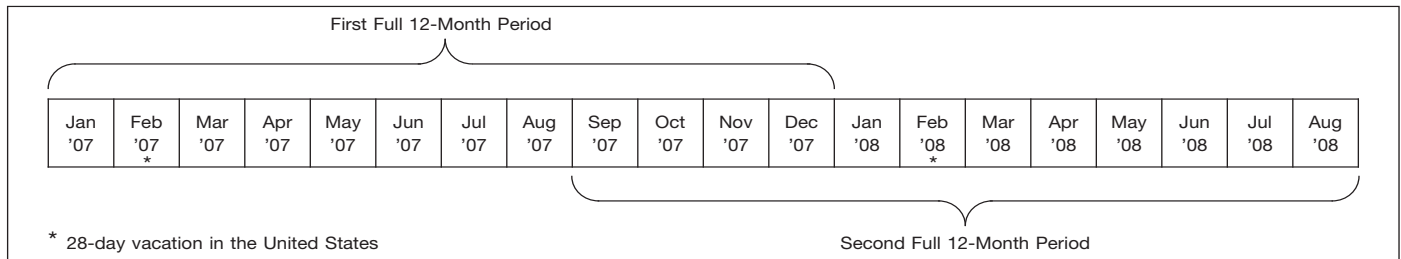 First Full 12-Month Period
Jan Feb Mar Apr May Jun Jul Aug Sep Oct Nov Dec Jan Feb Mar Apr May Jun Jul Aug
'07 '07 '07 '07 '07 '07 '07 '07 '07 '07 '07 '07 '08 '08 '08 '08 '08 '08 '08 '08
* *
* 28-day vacation in the United States Second Full 12-Month Period